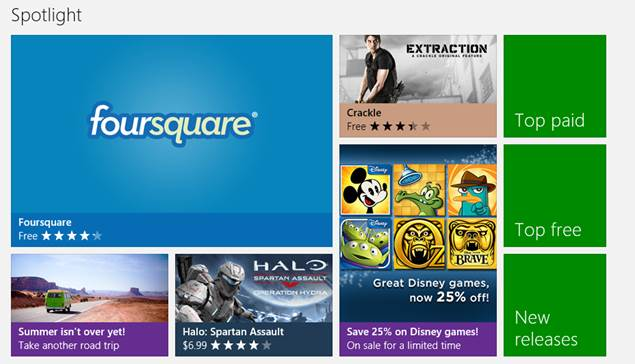 Spotlight
foursquare®
Foursquare
Free
EXTRACTION
A CRACKLE ORIGINAL FEATURE
Crackle
Free
Top paid
Disney
Disney
OZ
BRAVE
Great Disney games,
now 25% off!
Save 25% on Disney games!
On sale for a limited time
Top free
Summer isn't over yet!
Take another road trip
HALO
SPARTAN ASSAULT
OPERATION HYDRA
Halo: Spartan Assault
$6.99
New
releases